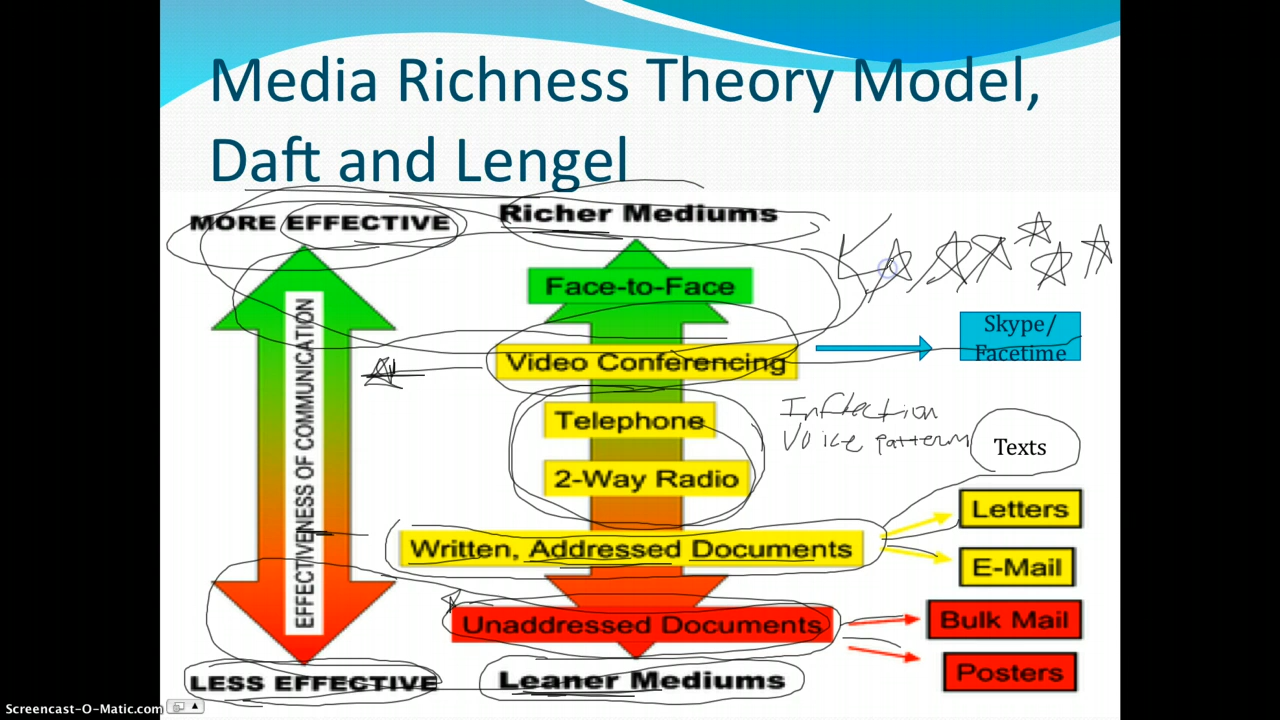 Media Richness Theory Model,
Daft and Lengel
MORE EFFECTIVE
Richer Mediums
EFFECTIVENESS OF COMMUNICATION
Face-to-Face
Video Conferencing
Skype/
Facetime
Telephone
Inflection
Voice pattern
Texts
2-Way Radio
Letters
Written, Addressed Documents
E-Mail
Unaddressed Documents
Bulk Mail
Posters
LESS EFFECTIVE
Leaner Mediums
Screencast-O-Matic.com